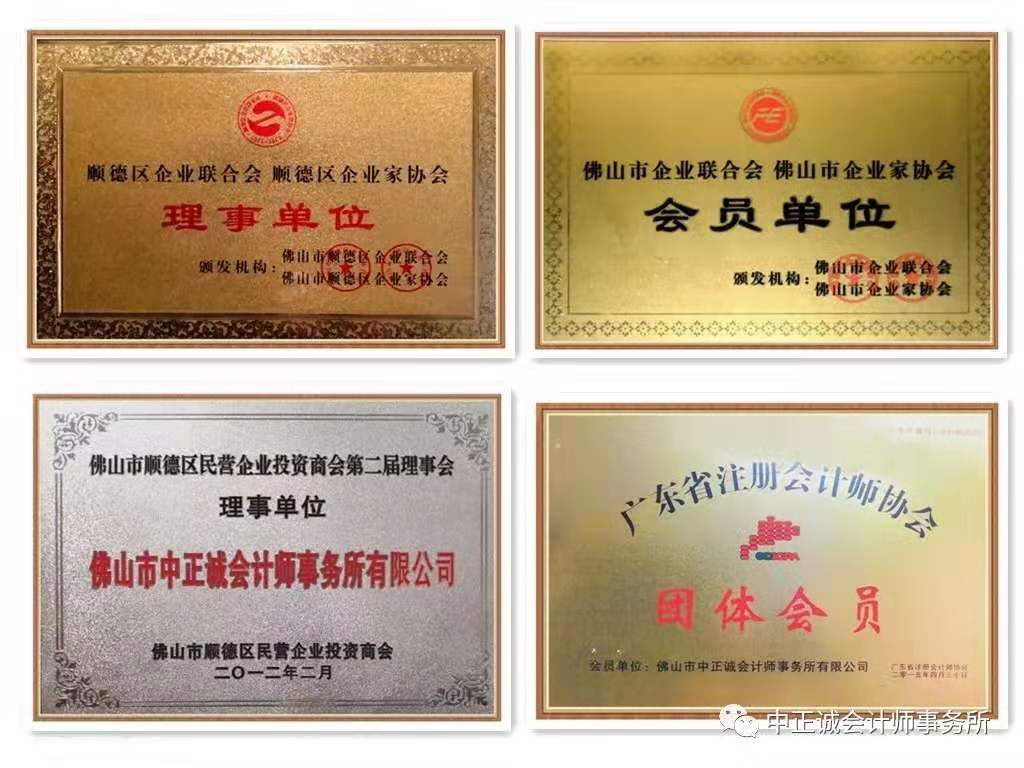 顺德区企业联合会 顺德区企业家协会
理事单位
颁发机构:
佛山市顺德区企业联合会
佛山市顺德区企业家协会
佛山市企业联合会 佛山市企业家协会
会员单位
颁发机构:
佛山市企业联合会
佛山市企业家协会
佛山市顺德区民营企业投资商会第二届理事会
理事单位
佛山市中正诚会计师事务所有限公司
佛山市顺德区民营企业投资商会
二〇一二年二月
广东省注册会计师协会
团体会员
会员单位:佛山市中正诚会计师事务所有限公司
广东省注册会计师协会
中正诚会计师事务所